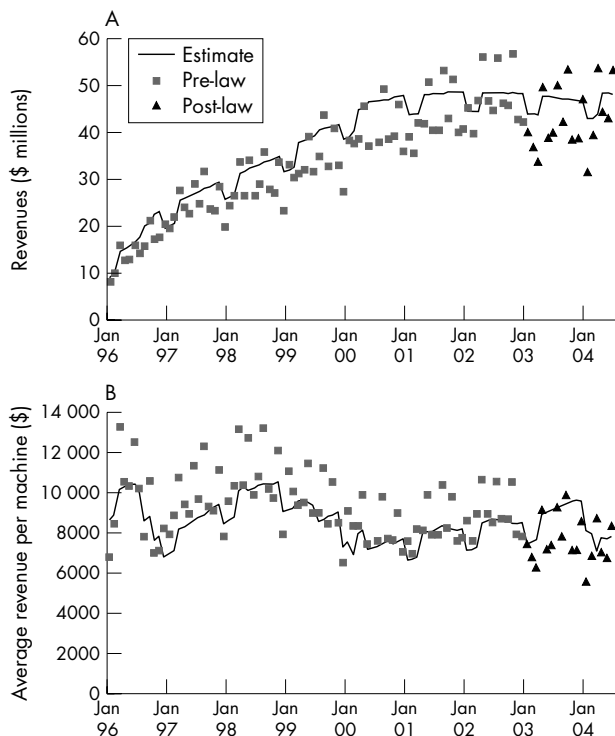 A
Revenues ($ millions)
60
50
40
30
20
10
0
Estimate
Pre-law
Post-law
Jan 96
Jan 97
Jan 98
Jan 99
Jan 00
Jan 01
Jan 02
Jan 03
Jan 04
B
Average revenue per machine ($)
14 000
12 000
10 000
8000
6000
4000
2000
0
Jan 96
Jan 97
Jan 98
Jan 99
Jan 00
Jan 01
Jan 02
Jan 03
Jan 04